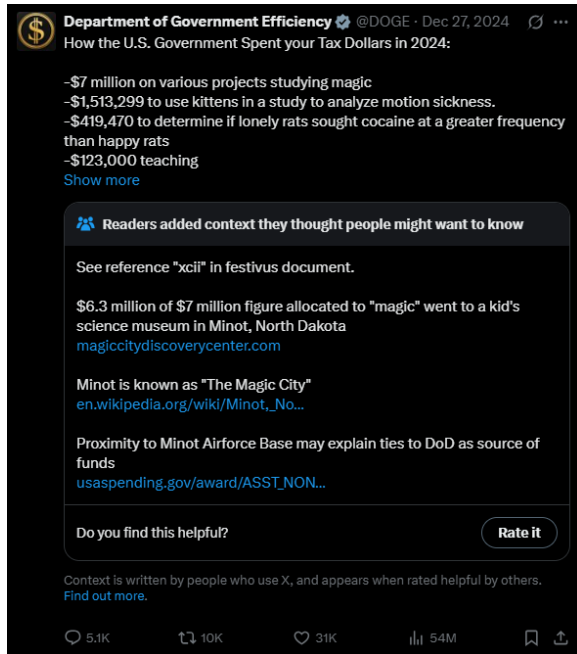 Department of Government Efficiency @DOGE · Dec 27, 2024
How the U.S. Government Spent your Tax Dollars in 2024:
-$7 million on various projects studying magic
-$1,513,299 to use kittens in a study to analyze motion sickness.
-$419,470 to determine if lonely rats sought cocaine at a greater frequency
than happy rats
-$123,000 teaching
Show more
Readers added context they thought people might want to know
See reference "xcii" in festivus document.
$6.3 million of $7 million figure allocated to "magic" went to a kid's
science museum in Minot, North Dakota
magiccitydiscoverycenter.com
Minot is known as "The Magic City"
en.wikipedia.org/wiki/Minot,_No...
Proximity to Minot Airforce Base may explain ties to DoD as source of
funds
usaspending.gov/award/ASST_NON...
Do you find this helpful?
Rate it
Context is written by people who use X, and appears when rated helpful by others.
Find out more.
5.1K 10K 31K 54M